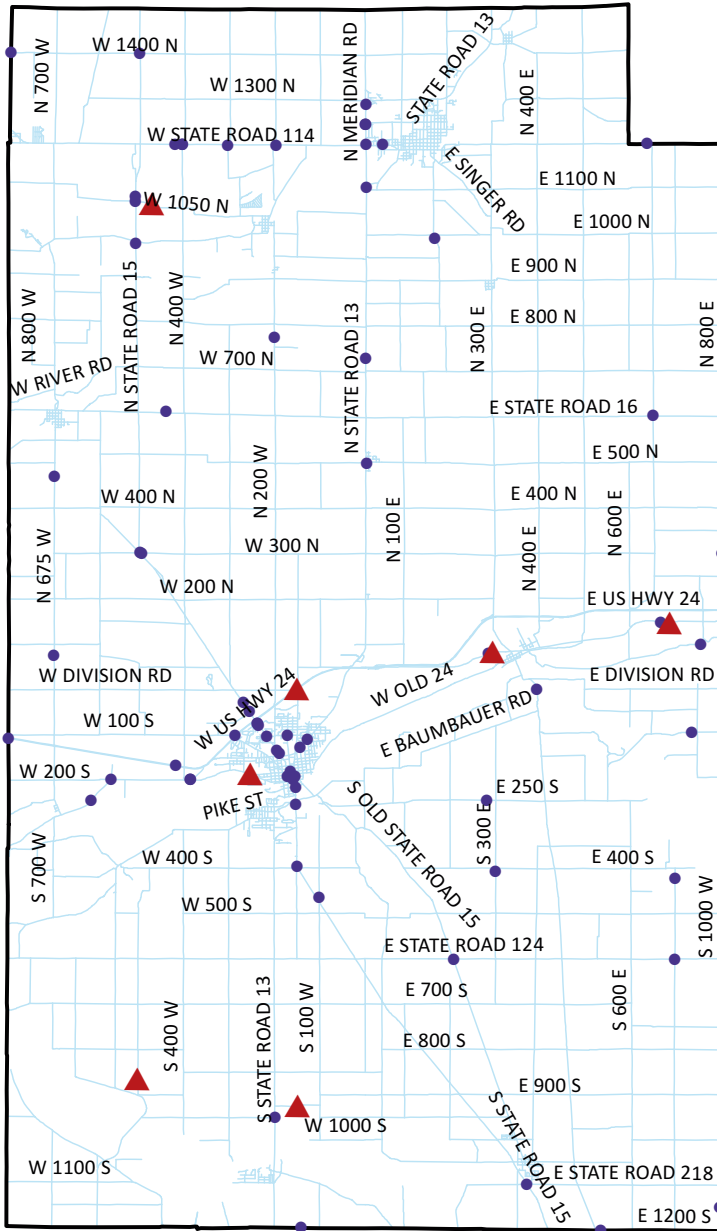 W 1400 N
N 700 W
W 1300 N
N MERIDIAN RD
STATE ROAD 13
N 400 E
W STATE ROAD 114
E SINGER RD
E 1100 N
W 1050 N
E 1000 N
E 900 N
N STATE ROAD 15
N 400 W
N 800 W
E 800 N
N 300 E
N 800 E
W 700 N
N STATE ROAD 13
W RIVER RD
E STATE ROAD 16
E 500 N
N 200 W
W 400 N
E 400 N
N 100 E
N 400 E
N 600 E
W 300 N
N 675 W
W 200 N
E US HWY 24
W DIVISION RD
W US HWY 24
W OLD 24
E DIVISION RD
W 100 S
E BAUMBAUER RD
W 200 S
PIKE ST
E 250 S
S OLD STATE ROAD 15
S 300 E
S 700 W
W 400 S
E 400 S
W 500 S
S 1000 W
E STATE ROAD 124
E 700 S
S 600 E
S 400 W
S STATE ROAD 13
S 100 W
E 800 S
E 900 S
W 1000 S
S STATE ROAD 15
W 1100 S
E STATE ROAD 218
E 1200 S